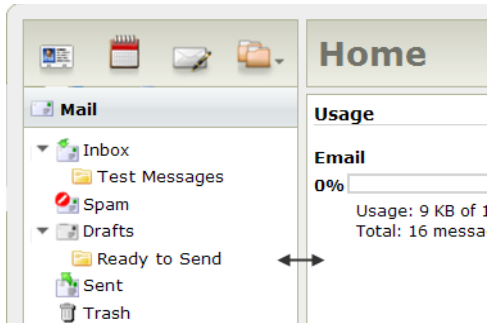 Home
Mail
Inbox
Test Messages
Spam
Drafts
Ready to Send
Sent
Trash
Usage
Email
0%
Usage: 9 KB of
Total: 16